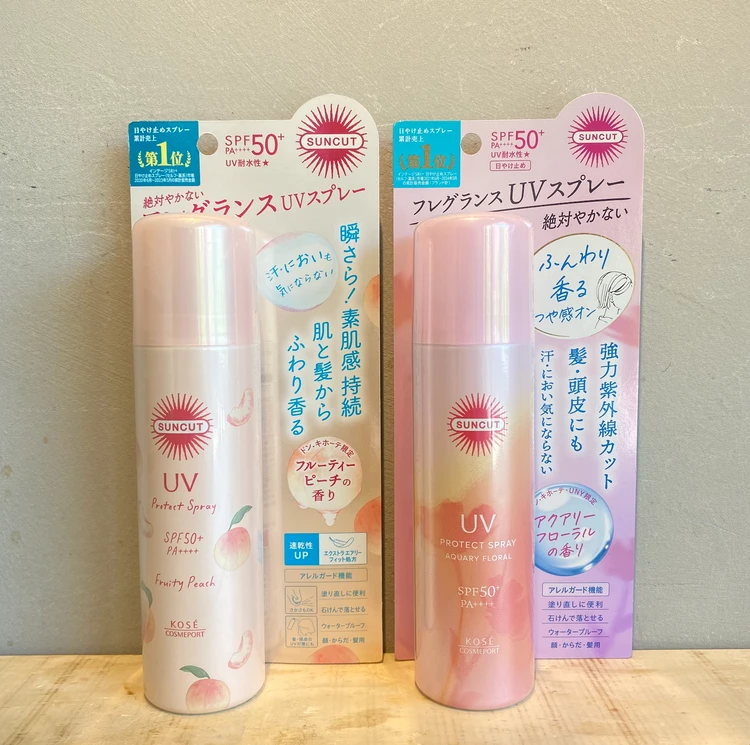 日やけ止めスプレー
累計売上
第1位
SPF50+
PA++++
UV耐水性★
SUNCUT
絶対やかない
フレグランスUVスプレー
汗・においも
気にならない
瞬さら!素肌感 持続
肌と髪から
ふわり香る
ドン.キホーテ限定
フルーティー
ピーチの
香り
速乾性
UP
エクストラ エアリー
フィット処方
アレルガード機能
塗り直しに便利
石けんで落とせる
ウォータープルーフ
顔・からだ・髪用
SUNCUT
UV
Protect Spray
SPF50+
PA++++
Fruity Peach
KOSÉ
COSMEPORT
日やけ止めスプレー
累計売上
第1位
SPF50+
PA++++
UV耐水性★
日やけ止め
SUNCUT
フレグランス UVスプレー
絶対やかない
ふんわり
香る
つや感オン
強力紫外線カット
髪・頭皮にも
汗・におい気にならない
ン.キホーテ・UNY限定
アクアリー
フローラル
の香り
アレルガード機能
塗り直しに便利
石けんで落とせる
ウォータープルーフ
顔・からだ・髪用
SUNCUT
UV
PROTECT SPRAY
AQUARY FLORAL
SPF50+
PA++++
KOSÉ
COSMEPORT